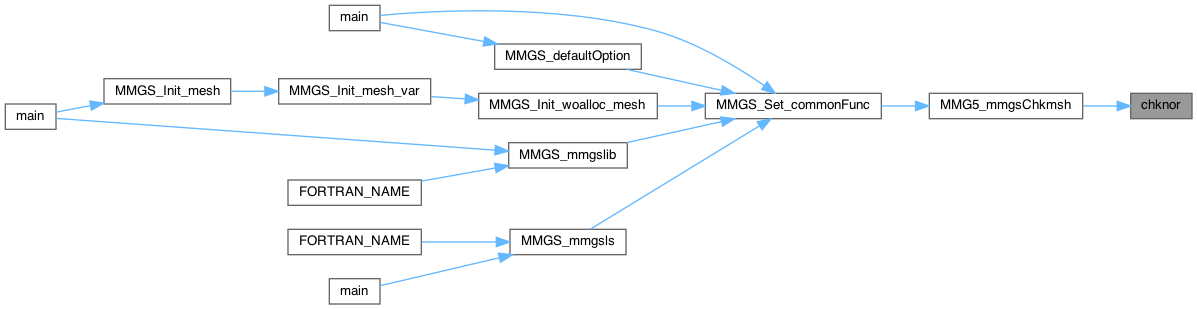 main
MMGS_defaultOption
MMGS_Init_mesh
MMGS_Init_mesh_var
MMGS_Init_woalloc_mesh
MMGS_Set_commonFunc
MMG5_mmgsChkmsh
chknor
main
MMGS_mmgslib
FORTRAN_NAME
FORTRAN_NAME
MMGS_mmgsls
main